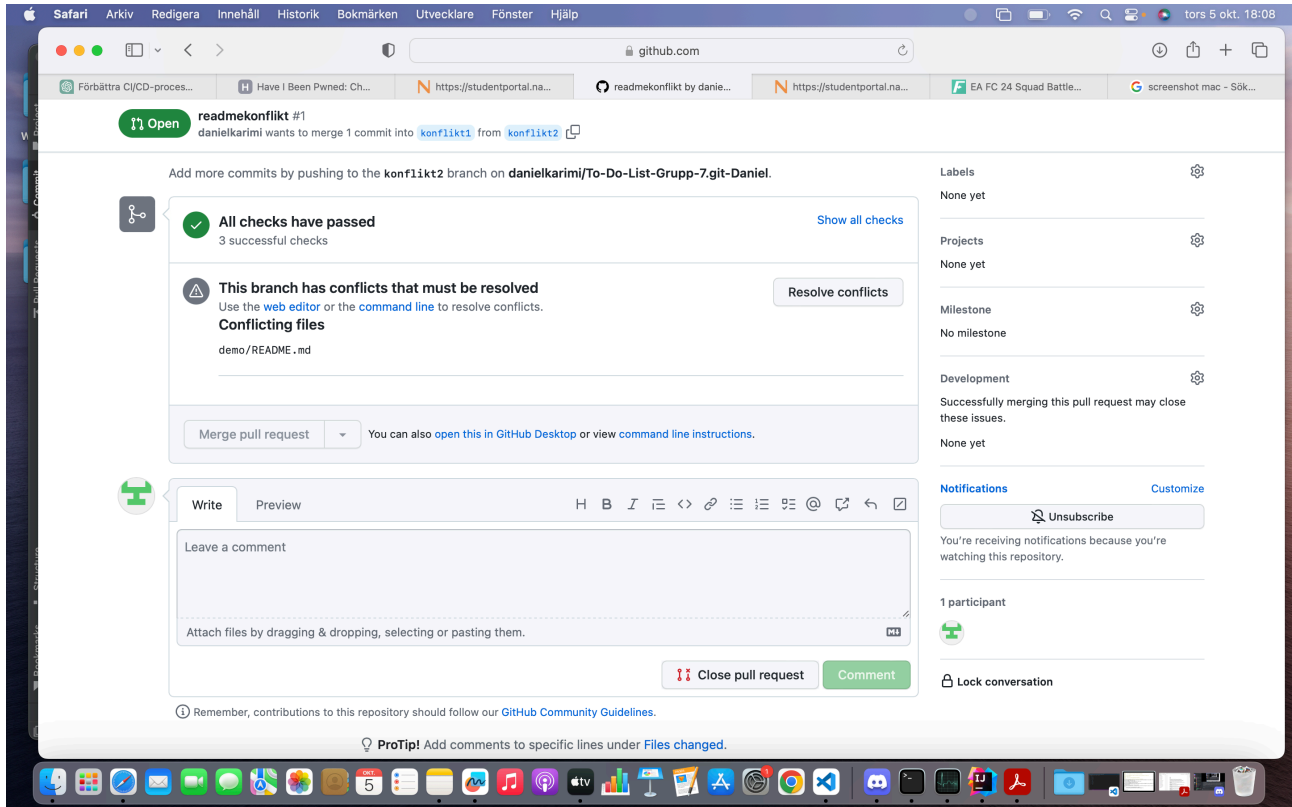 Safari Arkiv Redigera Innehåll Historik Bokmärken Utvecklare Fönster Hjälp tors 5 okt. 18:08
github.com
Förbättra CI/CD-proces... Have I Been Pwned: Ch... https://studentportal.na... readmekonflikt by danie... https://studentportal.na... EA FC 24 Squad Battle... screenshot mac - Sök...
Open
readmekonflikt #1
danielkarimi wants to merge 1 commit into konflikt1 from konflikt2
Add more commits by pushing to the konflikt2 branch on danielkarimi/To-Do-List-Grupp-7.git-Daniel.
All checks have passed
3 successful checks
Show all checks
This branch has conflicts that must be resolved
Use the web editor or the command line to resolve conflicts.
Resolve conflicts
Conflicting files
demo/README.md
Merge pull request You can also open this in GitHub Desktop or view command line instructions.
Write Preview H B I
Leave a comment
Attach files by dragging & dropping, selecting or pasting them.
Close pull request Comment
Remember, contributions to this repository should follow our GitHub Community Guidelines.
ProTip! Add comments to specific lines under Files changed.
Labels
None yet
Projects
None yet
Milestone
No milestone
Development
Successfully merging this pull request may close
these issues.
None yet
Notifications Customize
Unsubscribe
You're receiving notifications because you're
watching this repository.
1 participant
Lock conversation
Project
Commit
Pull Requests
Structure
Bookmarks
OKT.
5
tv